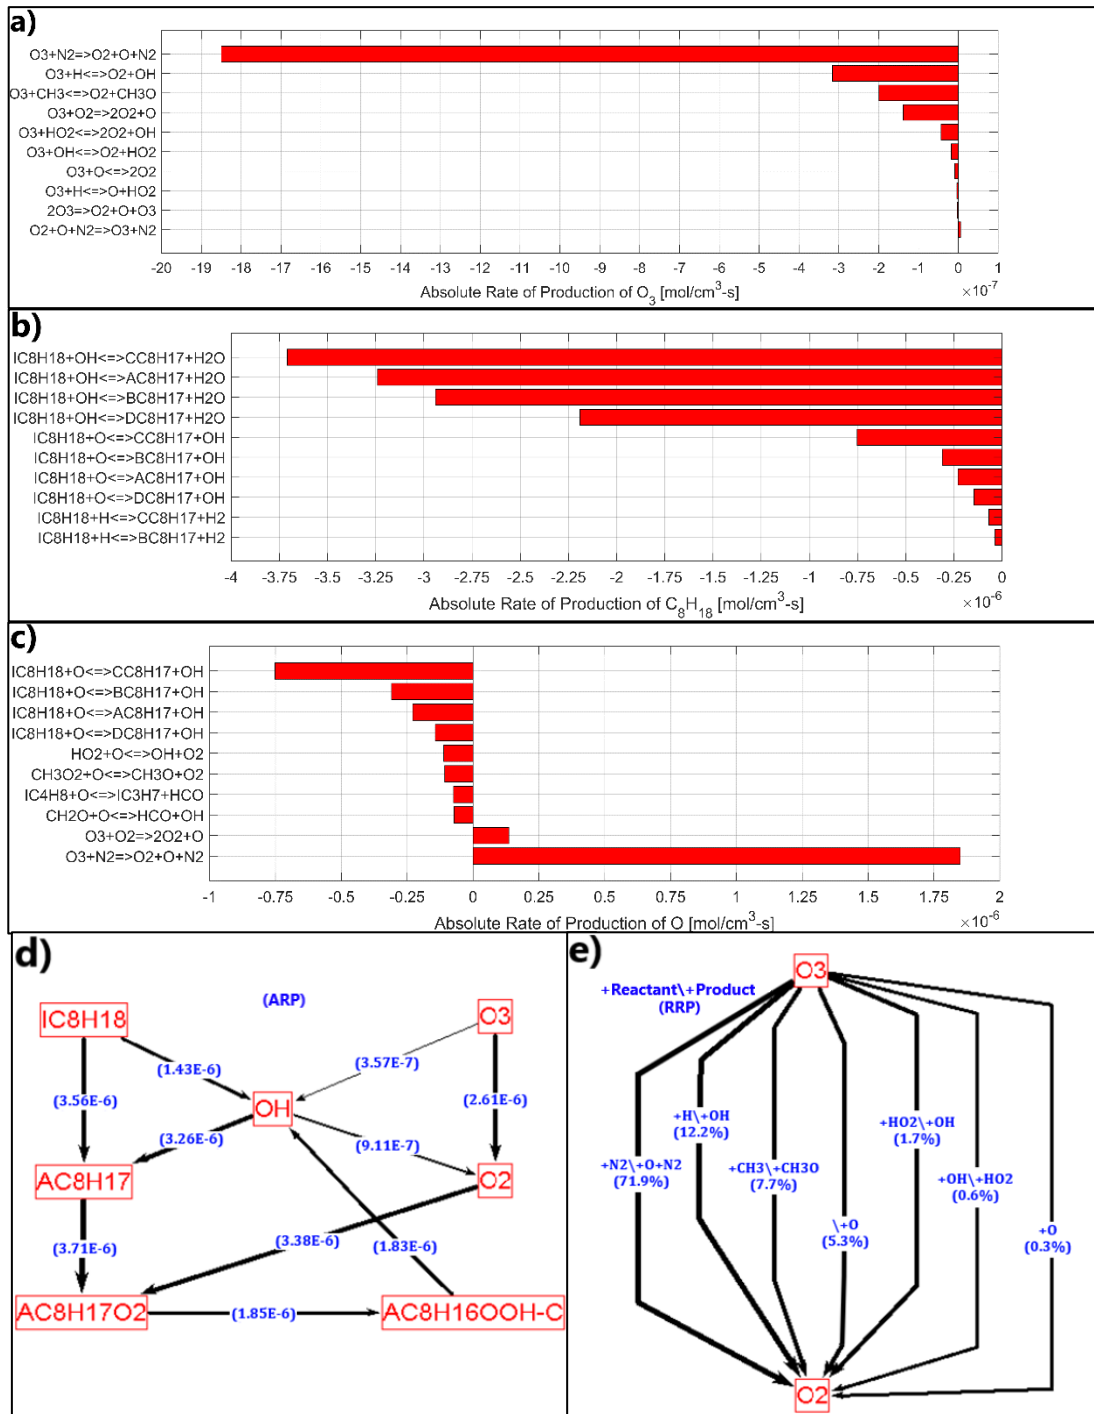 a)
O3+N2=>O2+O+N2
O3+H<=>O2+OH
O3+CH3<=>O2+CH3O
O3+O2=>2O2+O
O3+HO2<=>2O2+OH
O3+OH<=>O2+HO2
O3+O<=>2O2
O3+H<=>O+HO2
2O3=>O2+O+O3
O2+O+N2=>O3+N2
-20 -19 -18 -17 -16 -15 -14 -13 -12 -11 -10 -9 -8 -7 -6 -5 -4 -3 -2 -1 0 1
Absolute Rate of Production of O3 [mol/cm3-s]
×10-7
b)
IC8H18+OH<=>CC8H17+H2O
IC8H18+OH<=>AC8H17+H2O
IC8H18+OH<=>BC8H17+H2O
IC8H18+OH<=>DC8H17+H2O
IC8H18+O<=>CC8H17+OH
IC8H18+O<=>BC8H17+OH
IC8H18+O<=>AC8H17+OH
IC8H18+O<=>DC8H17+OH
IC8H18+H<=>CC8H17+H2
IC8H18+H<=>BC8H17+H2
-4 -3.75 -3.5 -3.25 -3 -2.75 -2.5 -2.25 -2 -1.75 -1.5 -1.25 -1 -0.75 -0.5 -0.25 0
Absolute Rate of Production of C8H18 [mol/cm3-s]
×10-6
c)
IC8H18+O<=>CC8H17+OH
IC8H18+O<=>BC8H17+OH
IC8H18+O<=>AC8H17+OH
IC8H18+O<=>DC8H17+OH
HO2+O<=>OH+O2
CH3O2+O<=>CH3O+O2
IC4H8+O<=>IC3H7+HCO
CH2O+O<=>HCO+OH
O3+O2=>2O2+O
O3+N2=>O2+O+N2
-1 -0.75 -0.5 -0.25 0 0.25 0.5 0.75 1 1.25 1.5 1.75 2
Absolute Rate of Production of O [mol/cm3-s]
×10-6
d)
(ARP)
IC8H18
O3
(1.43E-6)
(3.57E-7)
(3.56E-6)
OH
(2.61E-6)
(3.26E-6)
(9.11E-7)
AC8H17
O2
(3.71E-6)
(3.38E-6)
(1.83E-6)
AC8H17O2
(1.85E-6)
AC8H16OOH-C
e)
O3
+Reactant\+Product
(RRP)
+H\+OH
(12.2%)
+HO2\+OH
(1.7%)
+N2\+O+N2
(71.9%)
+CH3\+CH3O
(7.7%)
+OH\+HO2
(0.6%)
\+O
(5.3%)
+O
(0.3%)
O2